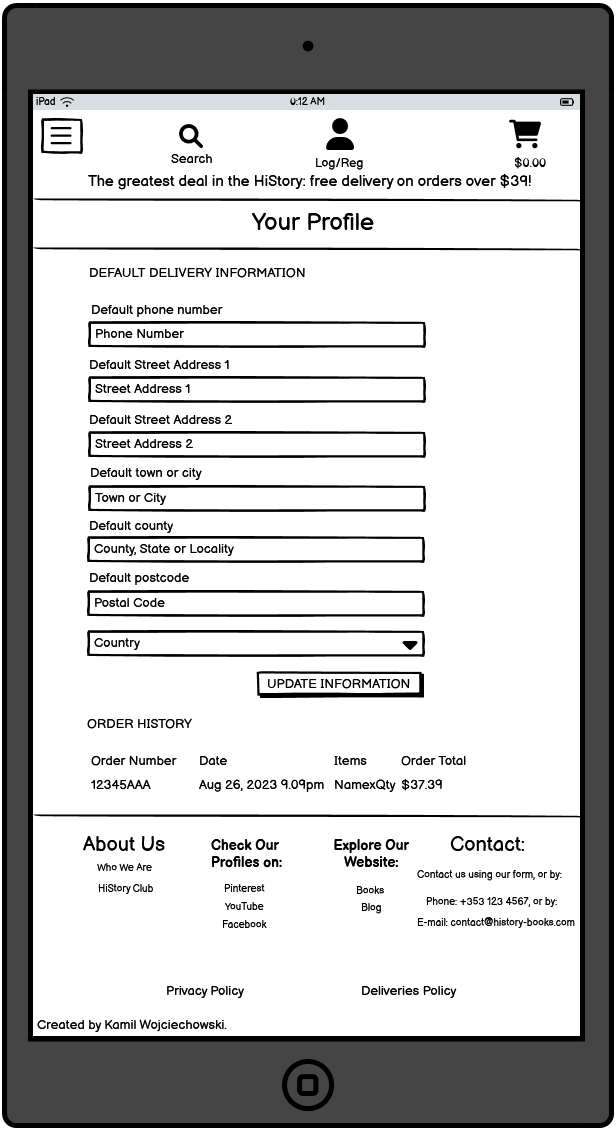 iPad 0:12 AM
Search Log/Reg $0.00
The greatest deal in the HiStory: free delivery on orders over $39!
Your Profile
DEFAULT DELIVERY INFORMATION
Default phone number
Phone Number
Default Street Address 1
Street Address 1
Default Street Address 2
Street Address 2
Default town or city
Town or City
Default county
County, State or Locality
Default postcode
Postal Code
Country
UPDATE INFORMATION
ORDER HISTORY
Order Number Date Items Order Total
12345AAA Aug 26, 2023 9.09pm NamexQty $37.39
About Us
Who We Are
HiStory Club
Check Our
Profiles on:
Pinterest
YouTube
Facebook
Explore Our
Website:
Books
Blog
Contact:
Contact us using our form, or by:
Phone: +353 123 4567, or by:
E-mail: contact@history-books.com
Privacy Policy Deliveries Policy
Created by Kamil Wojciechowski.